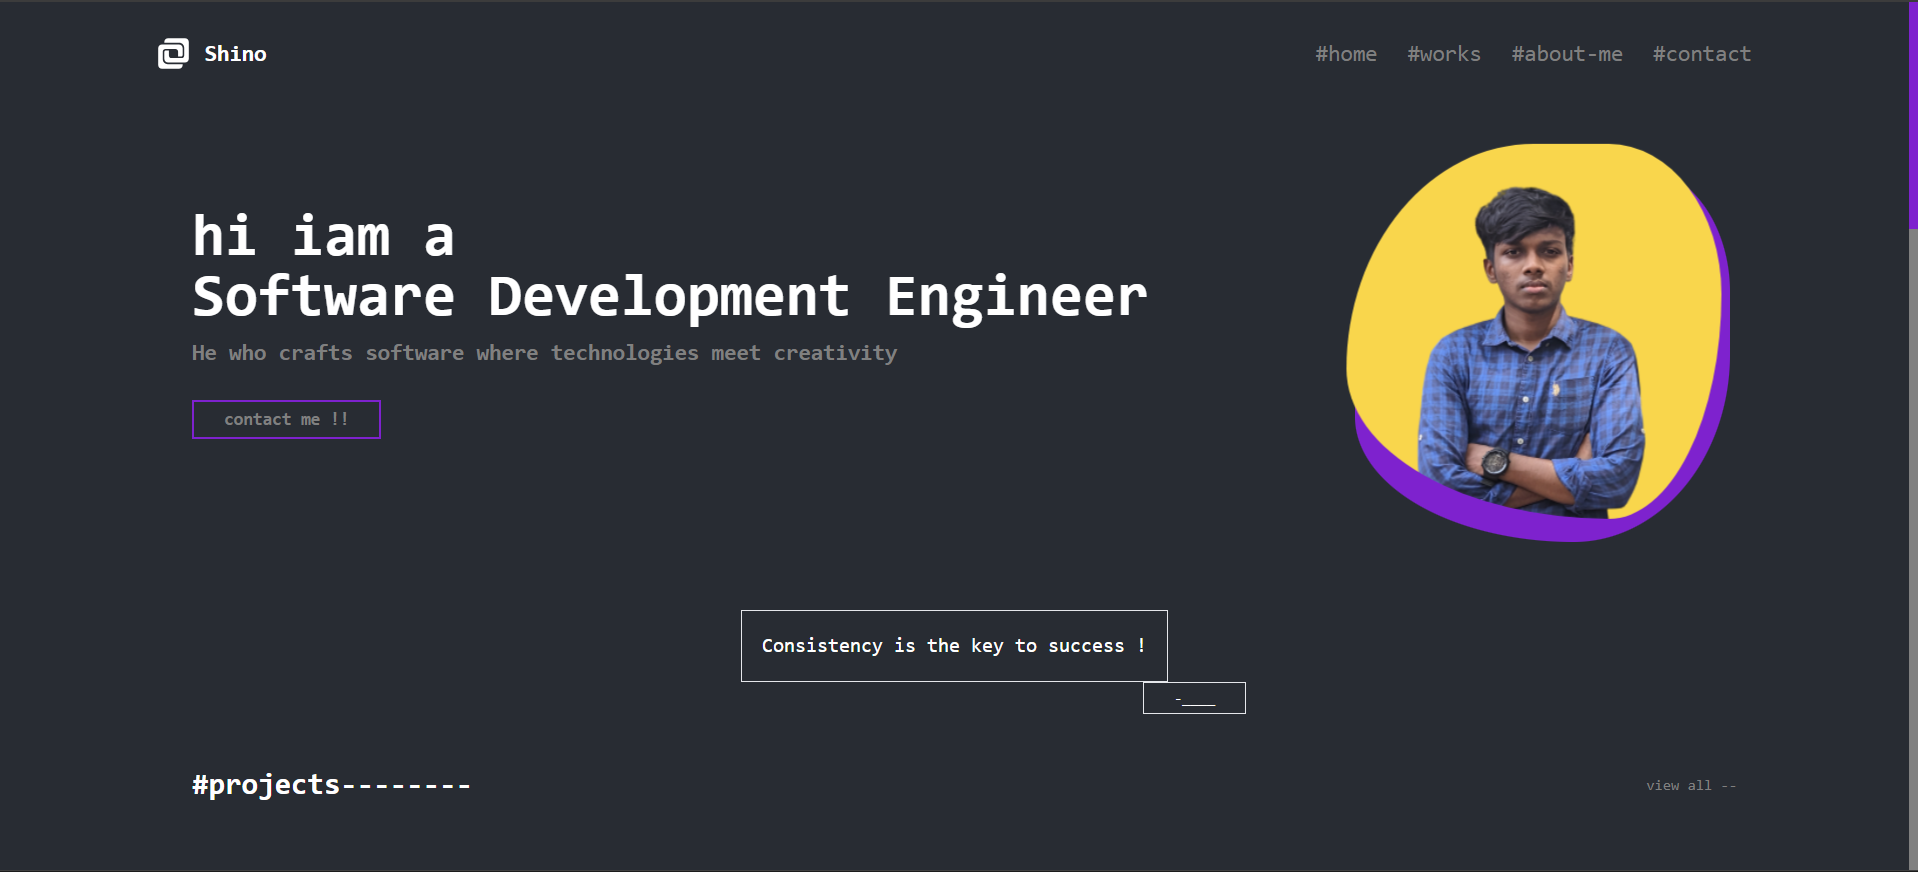 Shino
#home #works #about-me #contact
hi iam a
Software Development Engineer
He who crafts software where technologies meet creativity
contact me !!
Consistency is the key to success !
-____
#projects--------
view all --